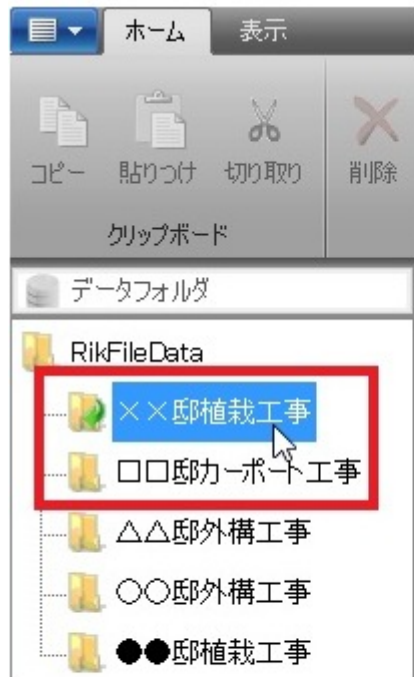 ホーム 表示
コピー 貼りつけ 切り取り 削除
クリップボード
データフォルダ
RikFileData
××邸植栽工事
□□邸カーポート工事
△△邸外構工事
○○邸外構工事
●●邸植栽工事